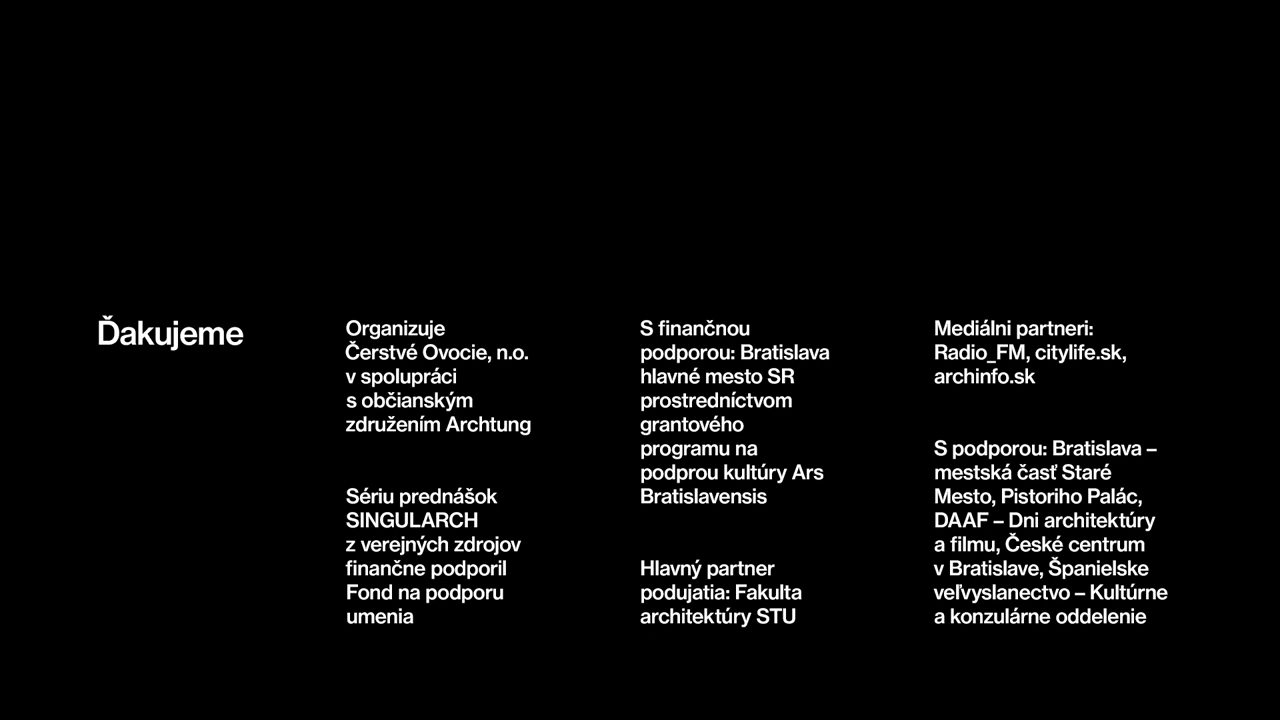 Ďakujeme
Organizuje
Čerstvé Ovocie, n.o.
v spolupráci
s občianským
združením Archtung
Sériu prednášok
SINGULARCH
z verejných zdrojov
finančne podporil
Fond na podporu
umenia
S finančnou
podporou: Bratislava
hlavné mesto SR
prostredníctvom
grantového
programu na
podprou kultúry Ars
Bratislavensis
Hlavný partner
podujatia: Fakulta
architektúry STU
Mediálni partneri:
Radio_FM, citylife.sk,
archinfo.sk
S podporou: Bratislava –
mestská časť Staré
Mesto, Pistoriho Palác,
DAAF – Dni architektúry
a filmu, České centrum
v Bratislave, Španielske
veľvyslanectvo – Kultúrne
a konzulárne oddelenie